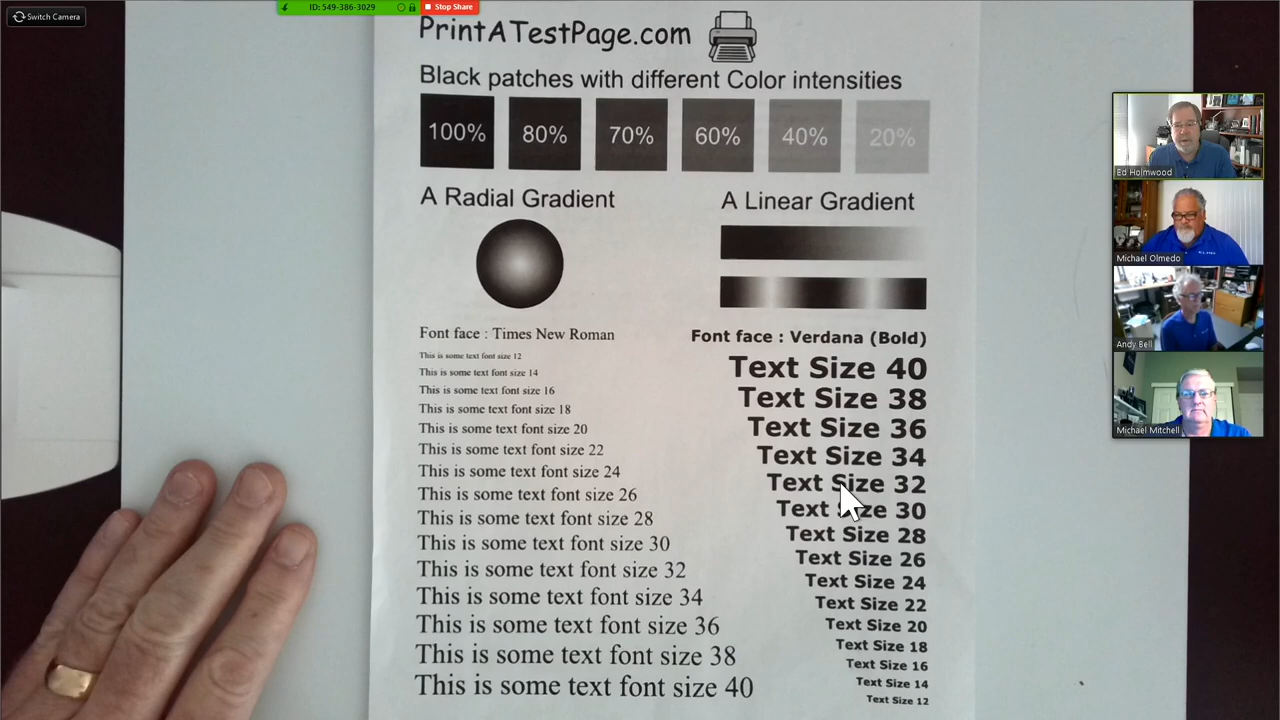 Switch Camera
ID: 549-386-3029
Stop Share
PrintATestPage.com
Black patches with different Color intensities
100% 80% 70% 60% 40% 20%
A Radial Gradient
A Linear Gradient
Font face : Times New Roman
This is some text font size 12
This is some text font size 14
This is some text font size 16
This is some text font size 18
This is some text font size 20
This is some text font size 22
This is some text font size 24
This is some text font size 26
This is some text font size 28
This is some text font size 30
This is some text font size 32
This is some text font size 34
This is some text font size 36
This is some text font size 38
This is some text font size 40
Font face : Verdana (Bold)
Text Size 40
Text Size 38
Text Size 36
Text Size 34
Text Size 32
Text Size 30
Text Size 28
Text Size 26
Text Size 24
Text Size 22
Text Size 20
Text Size 18
Text Size 16
Text Size 14
Text Size 12
Ed Holmwood
Michael Olmedo
Andy Bell
Michael Mitchell